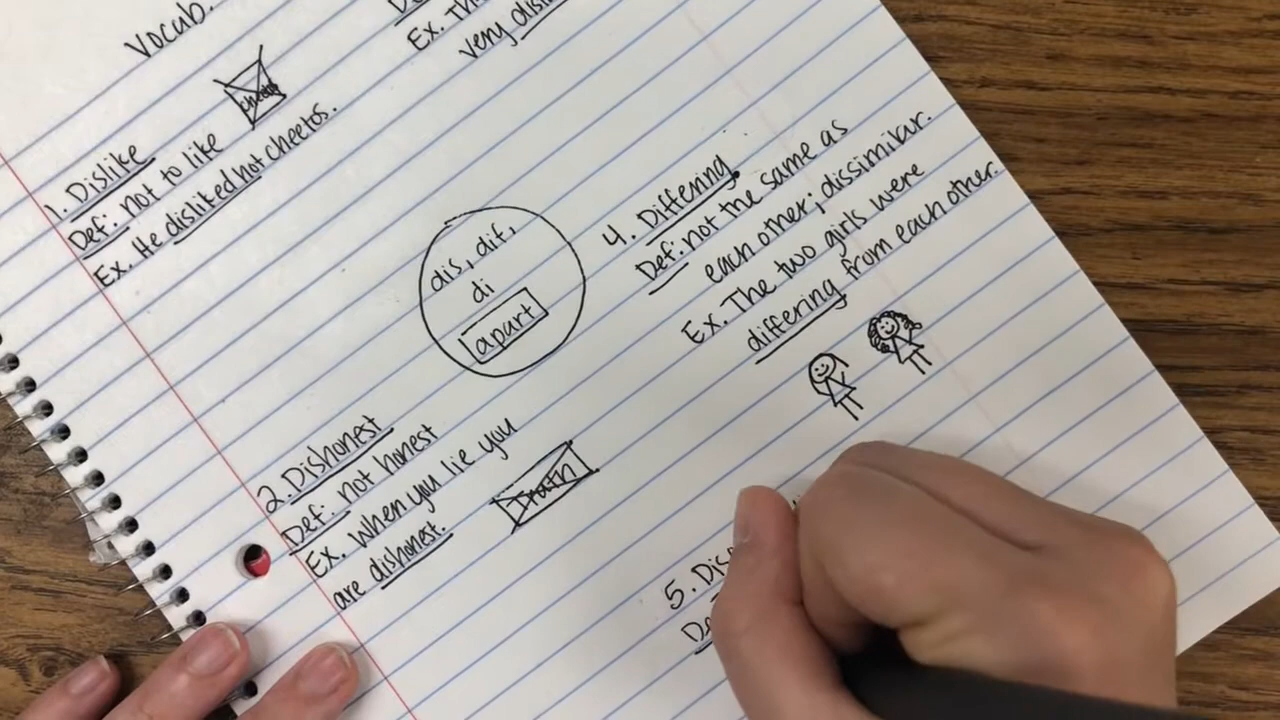 Vocab.
1. Dislike
Def: not to like
Ex. He disliked hot cheetos.
Ex.
very
dis, dif,
di
apart
2. Dishonest
Def: not honest
Ex. When you lie you
are dishonest.
Truth
4. Differing
Def: not the same as
each other; dissimilar.
Ex. The two girls were
differing from each other.
5. Dis
De